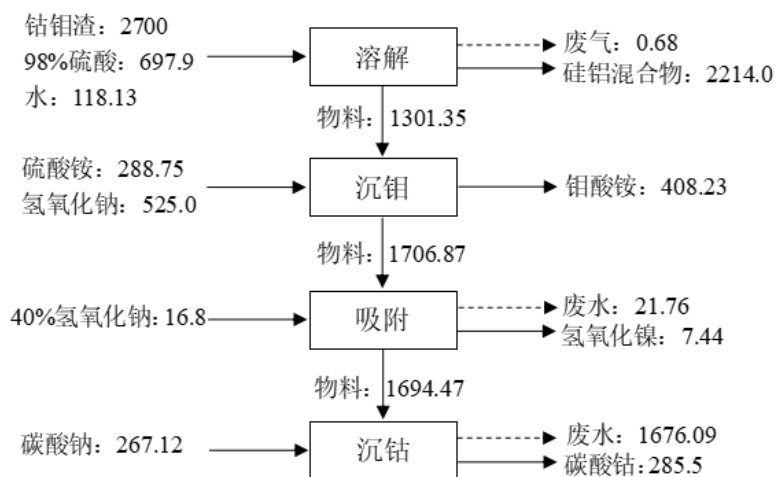 钴钼渣：2700
98%硫酸：697.9
水：118.13
溶解
废气：0.68
硅铝混合物：2214.0
物料：1301.35
硫酸铵：288.75
氢氧化钠：525.0
沉钼
钼酸铵：408.23
物料：1706.87
40%氢氧化钠：16.8
吸附
废水：21.76
氢氧化镍：7.44
物料：1694.47
碳酸钠：267.12
沉钴
废水：1676.09
碳酸钴：285.5